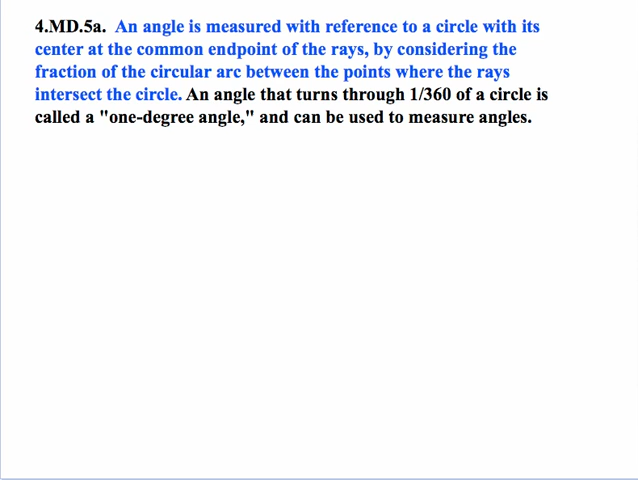 4.MD.5a. An angle is measured with reference to a circle with its
center at the common endpoint of the rays, by considering the
fraction of the circular arc between the points where the rays
intersect the circle. An angle that turns through 1/360 of a circle is
called a "one-degree angle," and can be used to measure angles.